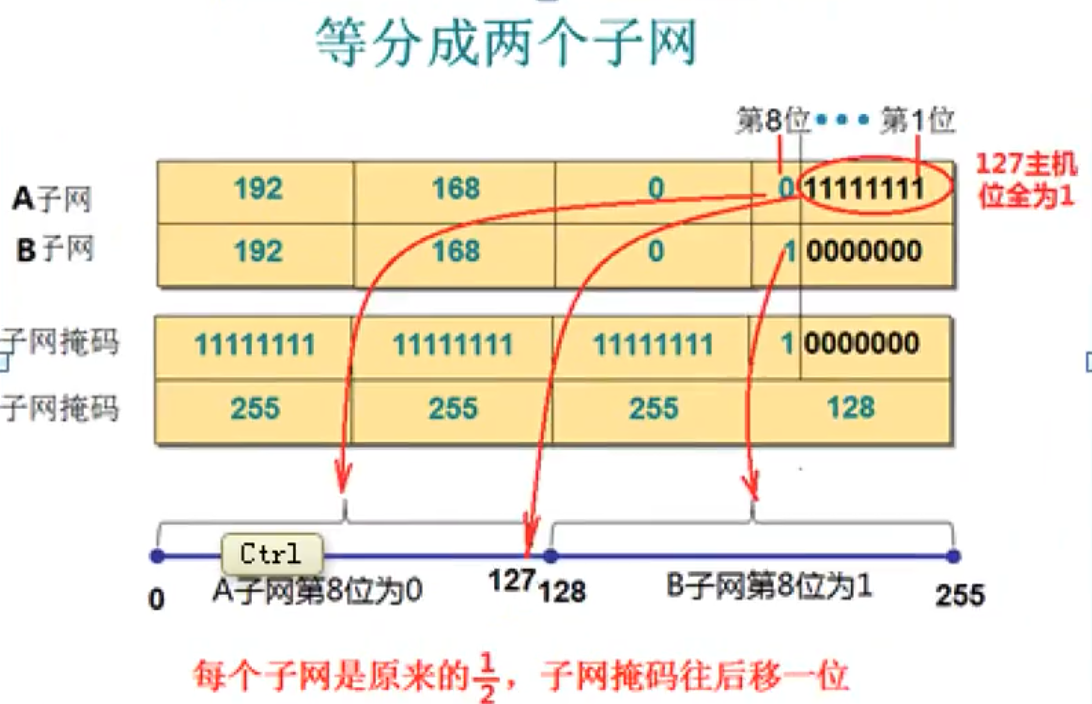 等分成两个子网
第8位••• 第1位
127主机
位全为1
A子网 192 168 0 0 11111111
B子网 192 168 0 1 0000000
子网掩码 11111111 11111111 11111111 1 0000000
子网掩码 255 255 255 128
Ctrl
0 A子网第8位为0 127 128 B子网第8位为1 255
每个子网是原来的1/2，子网掩码往后移一位